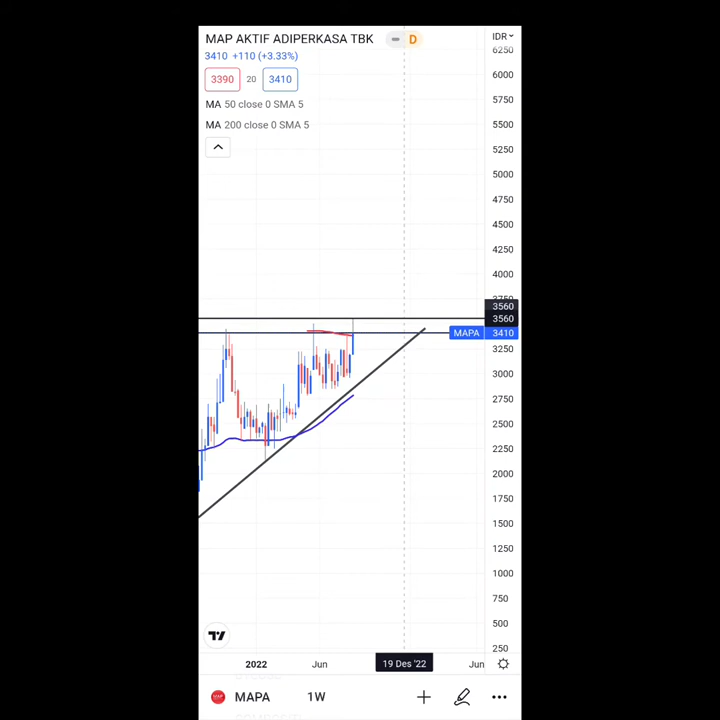 MAP AKTIF ADIPERKASA TBK
D
IDR
3410 +110 (+3.33%)
3390 20 3410
MA 50 close 0 SMA 5
MA 200 close 0 SMA 5
6250
6000
5750
5500
5250
5000
4750
4500
4250
4000
3750
3560
3560
MAPA 3410
3250
3000
2750
2500
2250
2000
1750
1500
1250
1000
750
500
250
2022 Jun 19 Des '22 Jun
MAPA 1W